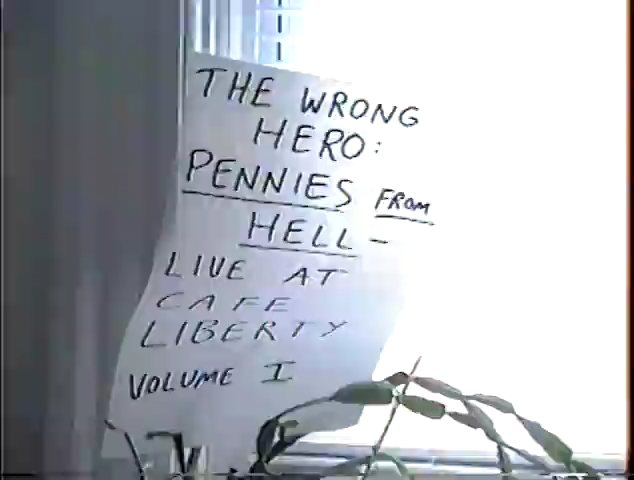 THE WRONG
HERO:
PENNIES FROM
HELL -
LIVE AT
CAFE
LIBERTY
VOLUME I